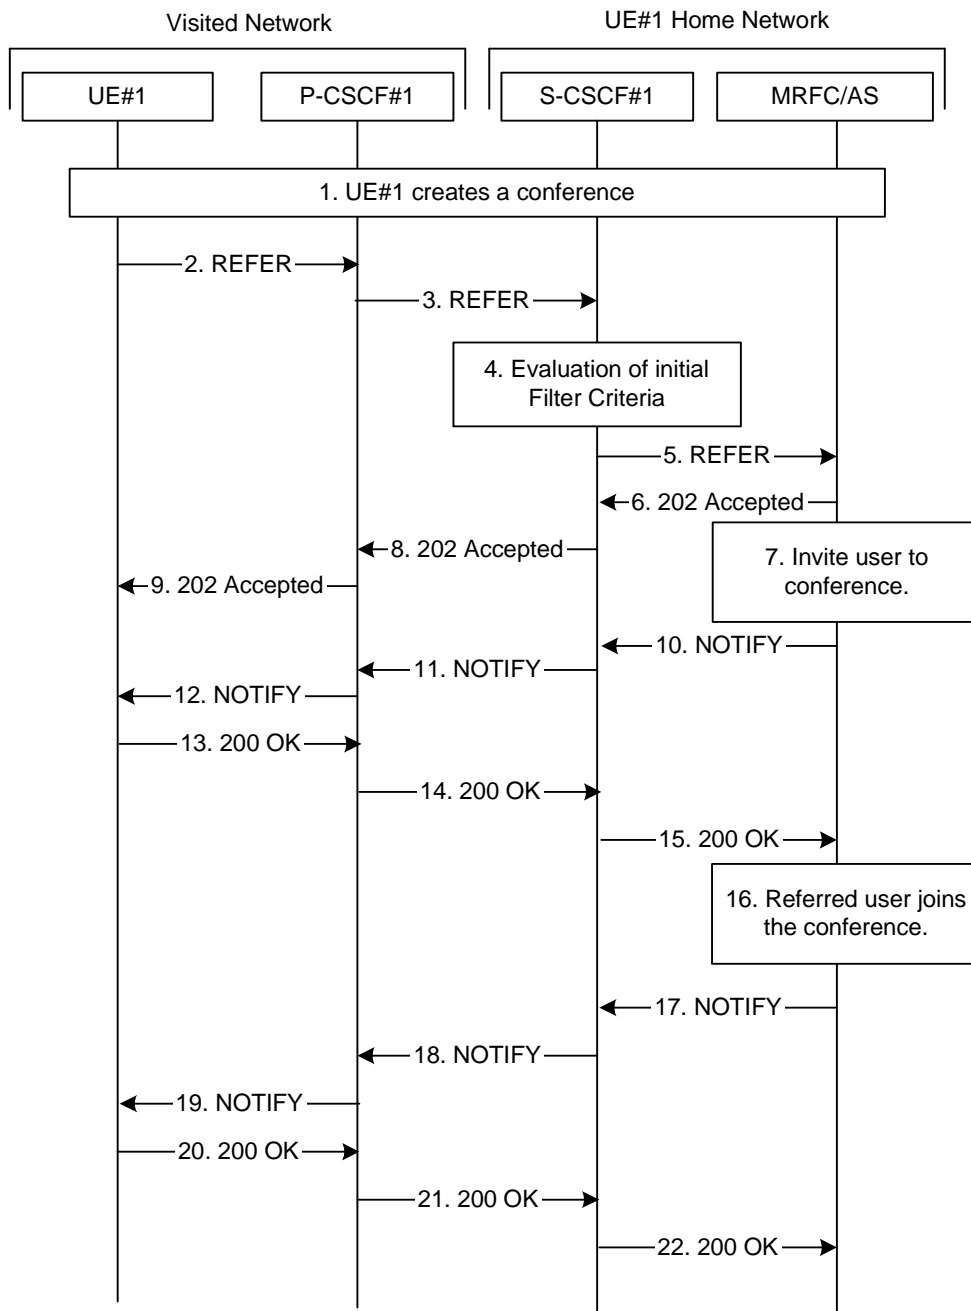 Visited Network
UE#1 Home Network
UE#1
P-CSCF#1
S-CSCF#1
MRFC/AS
1. UE#1 creates a conference
2. REFER
3. REFER
4. Evaluation of initial
Filter Criteria
5. REFER
6. 202 Accepted
7. Invite user to
conference.
8. 202 Accepted
9. 202 Accepted
10. NOTIFY
11. NOTIFY
12. NOTIFY
13. 200 OK
14. 200 OK
15. 200 OK
16. Referred user joins
the conference.
17. NOTIFY
18. NOTIFY
19. NOTIFY
20. 200 OK
21. 200 OK
22. 200 OK